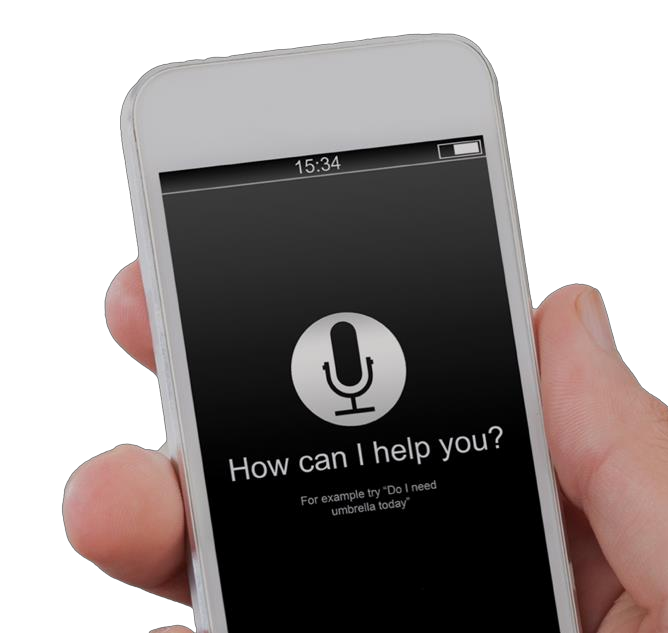 15:34
How can I help you?
For example try “Do I need
umbrella today”